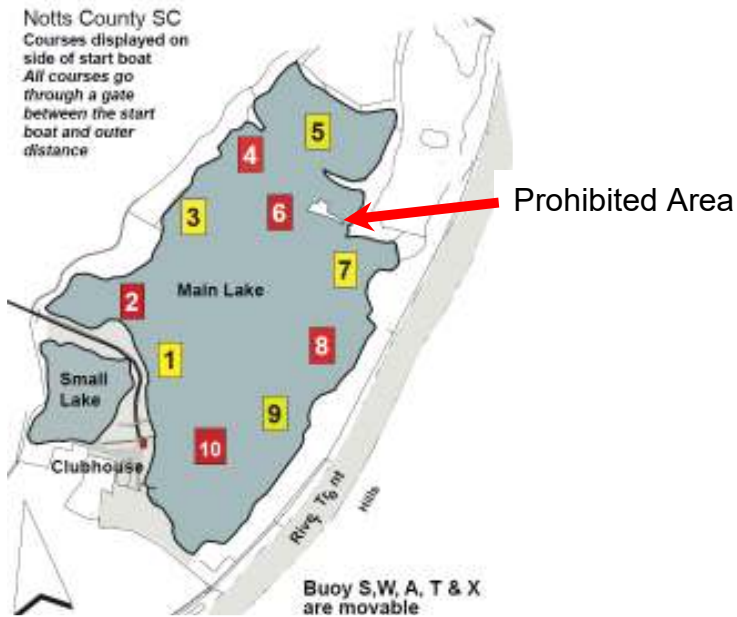 Notts County SC
Courses displayed on
side of start boat
All courses go
through a gate
between the start
boat and outer
distance
5
4
6
3
Prohibited Area
7
Main Lake
2
8
1
Small
Lake
9
10
Clubhouse
River Trent
Hills
Buoy S,W, A, T & X
are movable